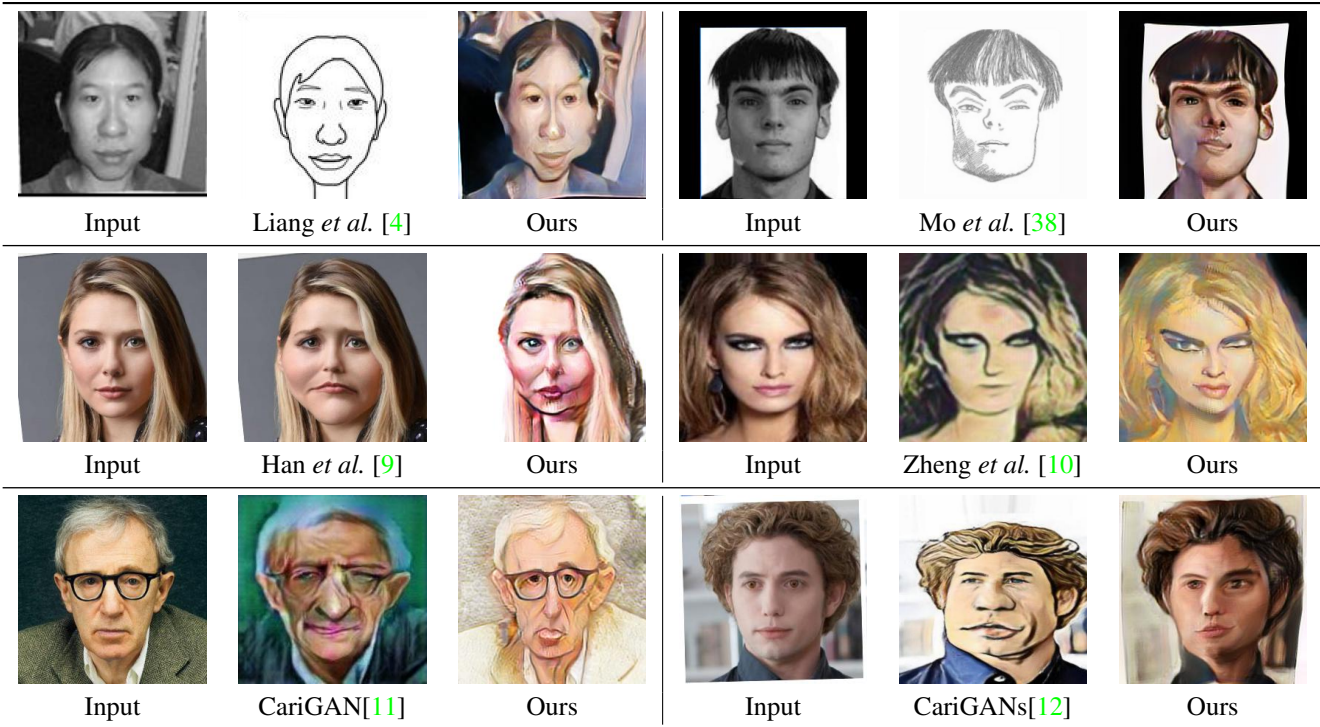 Input Liang et al. [4] Ours Input Mo et al. [38] Ours
Input Han et al. [9] Ours Input Zheng et al. [10] Ours
Input CariGAN[11] Ours Input CariGANs[12] Ours